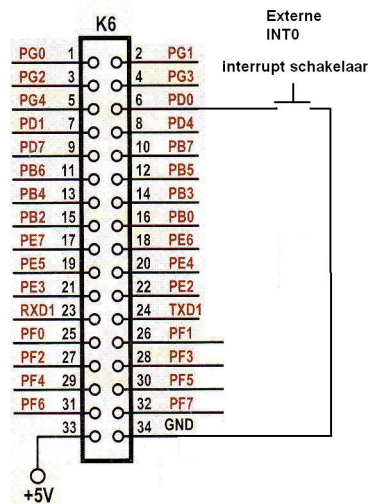 K6
Externe
INT0
interrupt schakelaar
PG0 1 2 PG1
PG2 3 4 PG3
PG4 5 6 PD0
PD1 7 8 PD4
PD7 9 10 PB7
PB6 11 12 PB5
PB4 13 14 PB3
PB2 15 16 PB0
PE7 17 18 PE6
PE5 19 20 PE4
PE3 21 22 PE2
RXD1 23 24 TXD1
PF0 25 26 PF1
PF2 27 28 PF3
PF4 29 30 PF5
PF6 31 32 PF7
33 34 GND
+5V